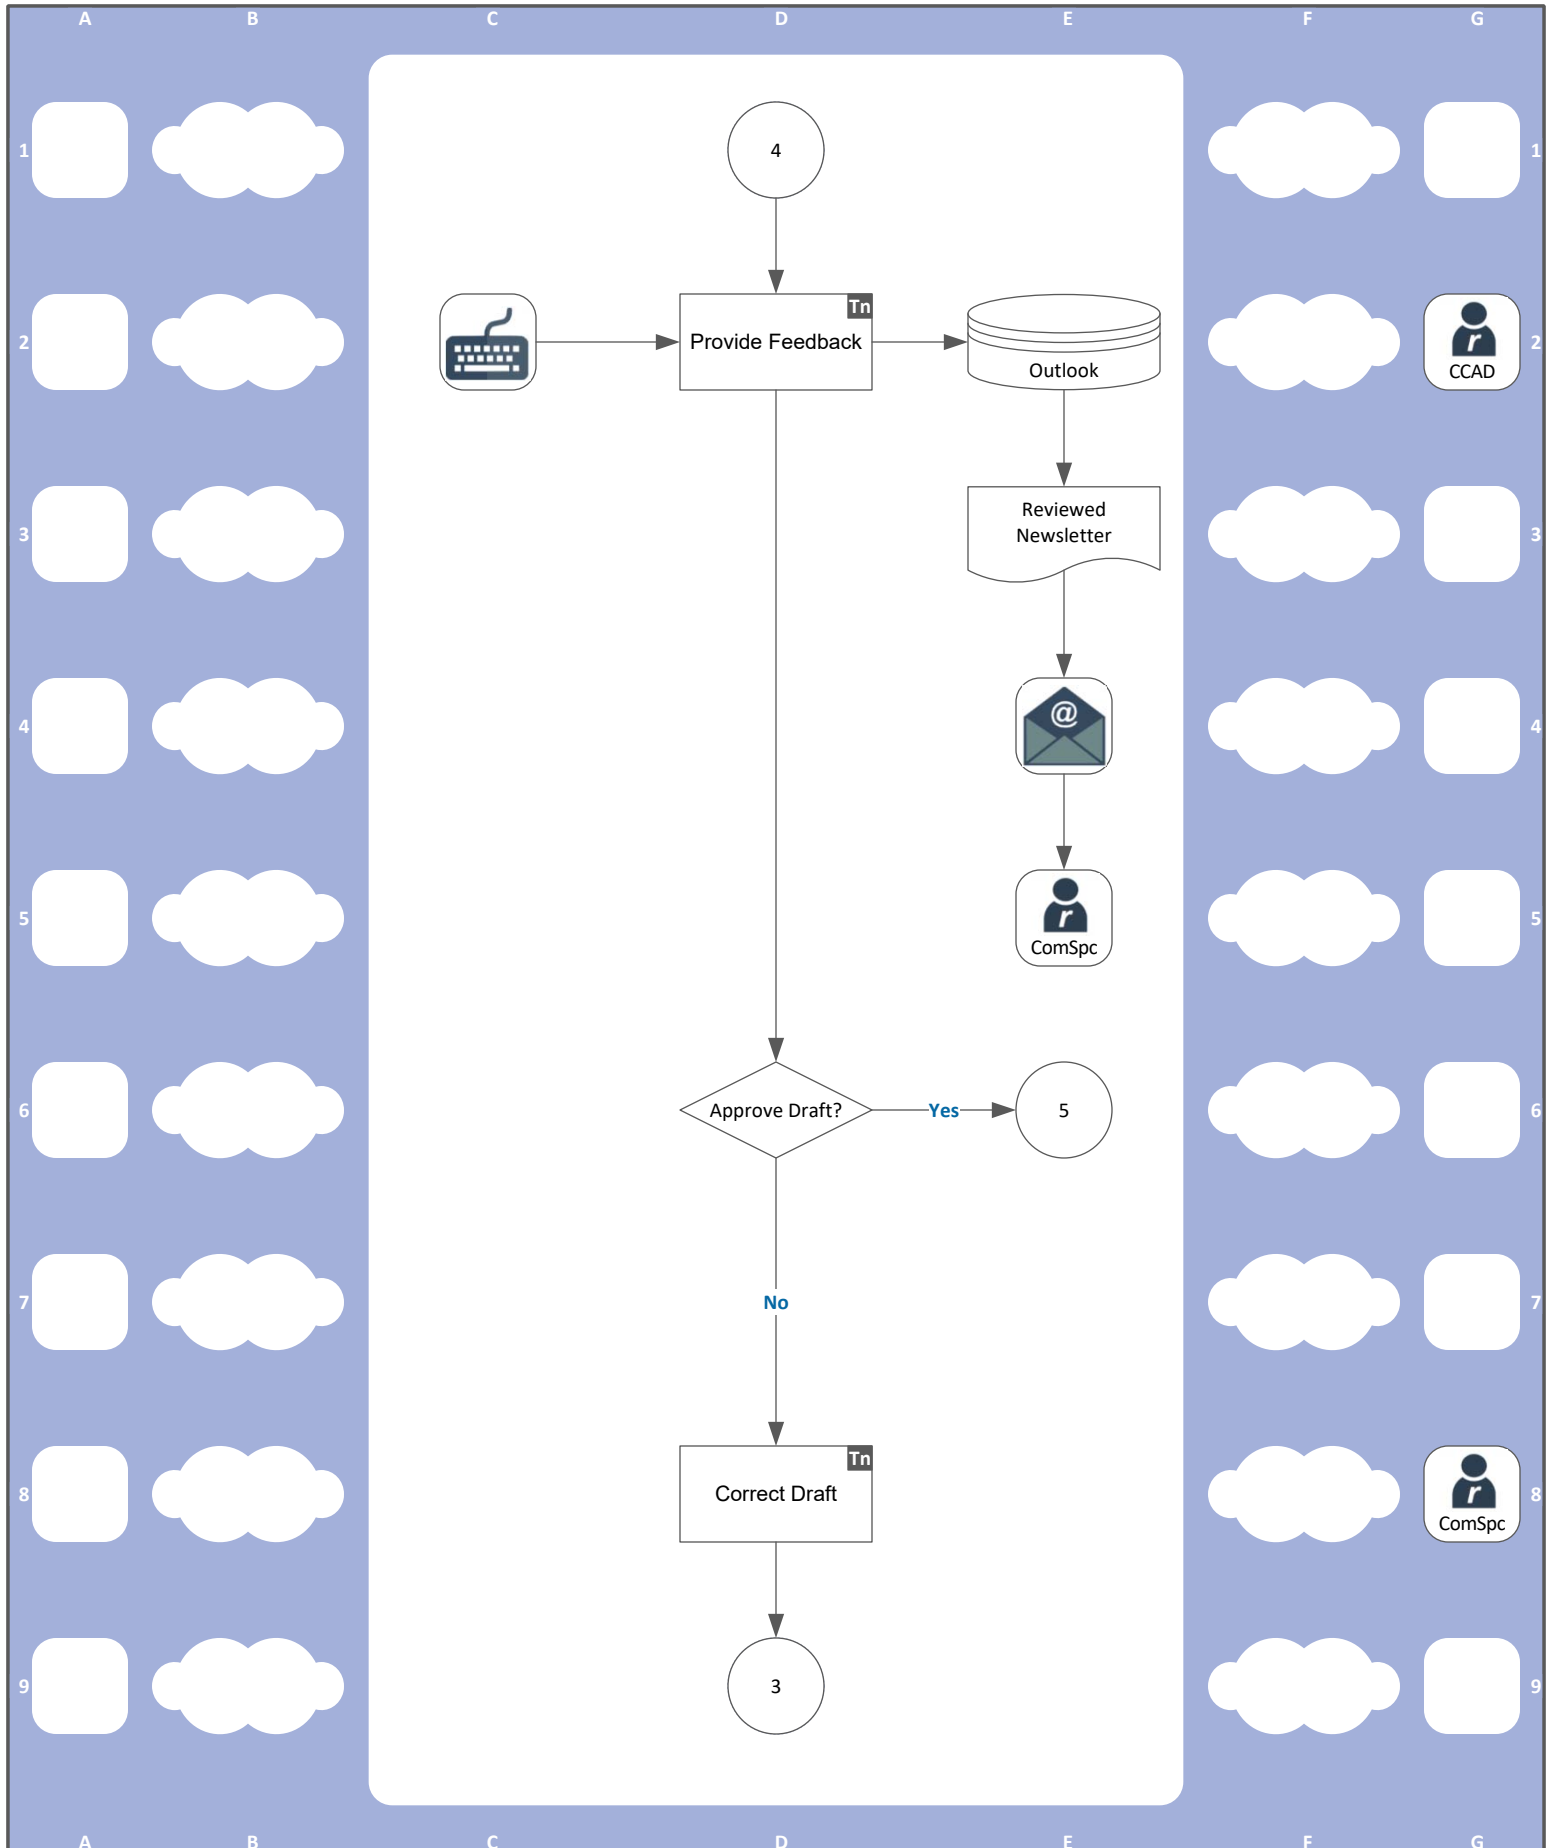 A B C D E F G
1 4 1
Tn
2 Provide Feedback Outlook r CCAD 2
3 Reviewed 3
Newsletter
4 @ 4
5 r ComSpc 5
6 Approve Draft? Yes 5 6
7 No 7
Tn
8 Correct Draft r ComSpc 8
9 3 9
A B C D E F G